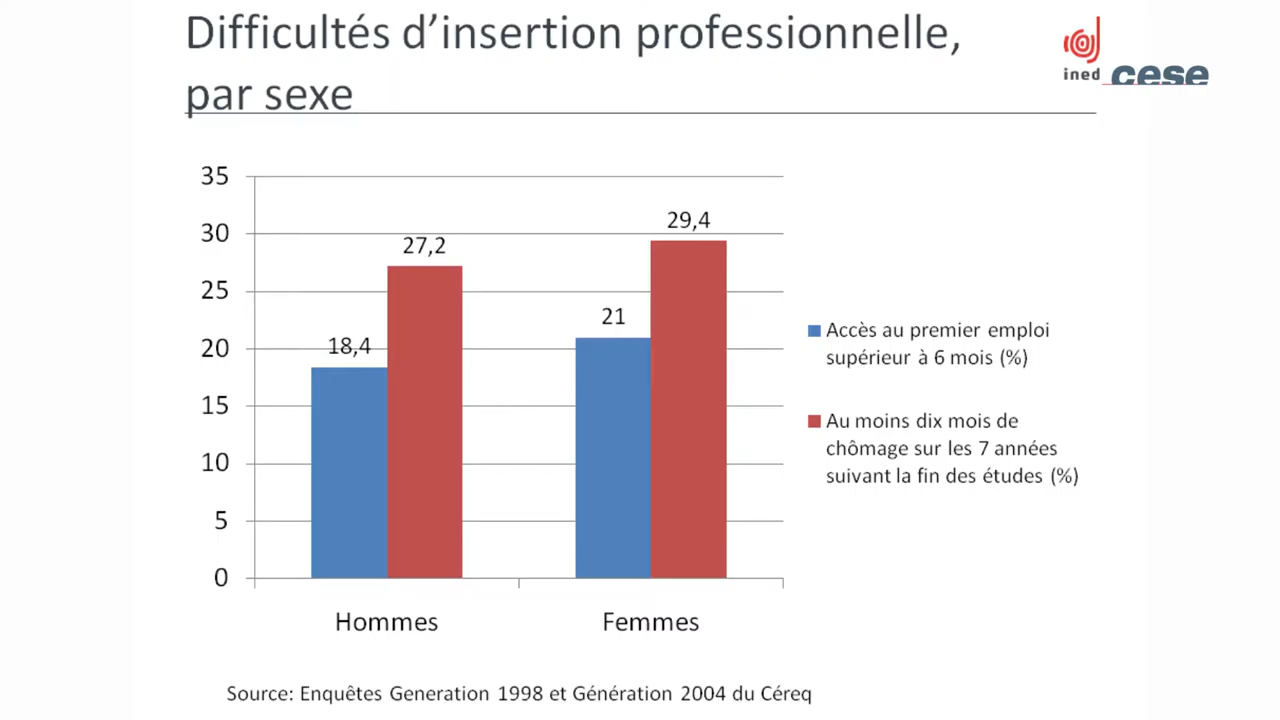 Difficultés d’insertion professionnelle,
par sexe
ined
cese
35
30
25
20
15
10
5
0
18,4
27,2
21
29,4
Hommes
Femmes
Accès au premier emploi
supérieur à 6 mois (%)
Au moins dix mois de
chômage sur les 7 années
suivant la fin des études (%)
Source: Enquêtes Generation 1998 et Génération 2004 du Céreq